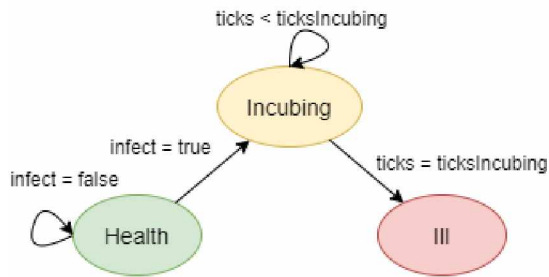 ticks < ticksIncubing
Incubing
infect = true
ticks = ticksIncubing
infect = false
Health
Ill